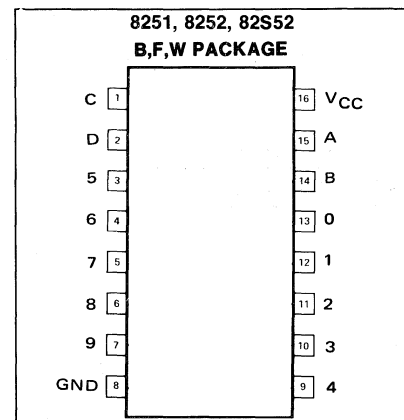 8251, 8252, 82S52
B,F,W PACKAGE
C 1 16 VCC
D 2 15 A
5 3 14 B
6 4 13 0
7 5 12 1
8 6 11 2
9 7 10 3
GND 8 9 4